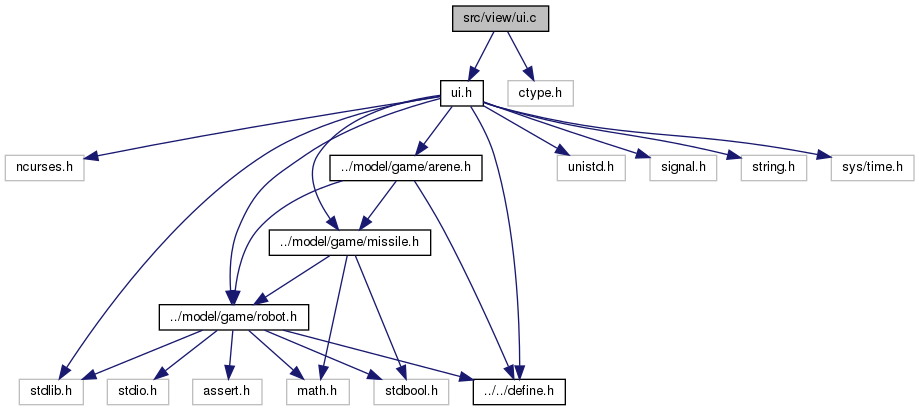 src/view/ui.c
ui.h
ctype.h
ncurses.h
../model/game/arene.h
unistd.h
signal.h
string.h
sys/time.h
../model/game/missile.h
../model/game/robot.h
stdlib.h
stdio.h
assert.h
math.h
stdbool.h
../../define.h